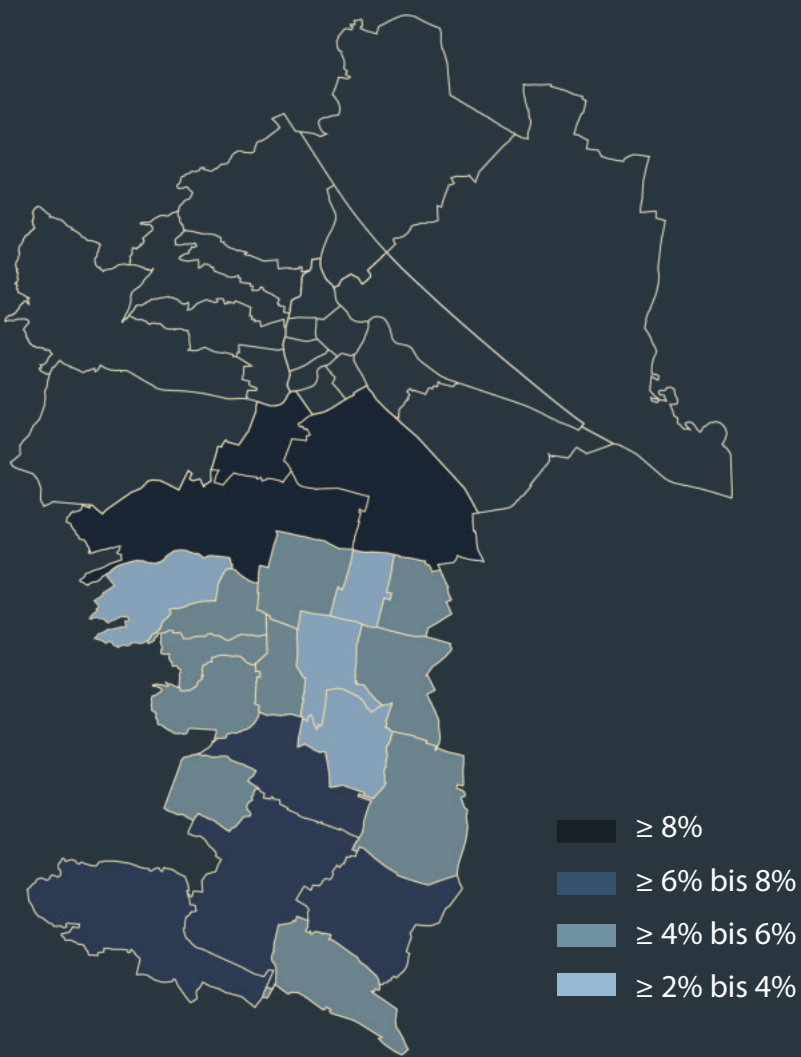 ≥ 8%
≥ 6% bis 8%
≥ 4% bis 6%
≥ 2% bis 4%